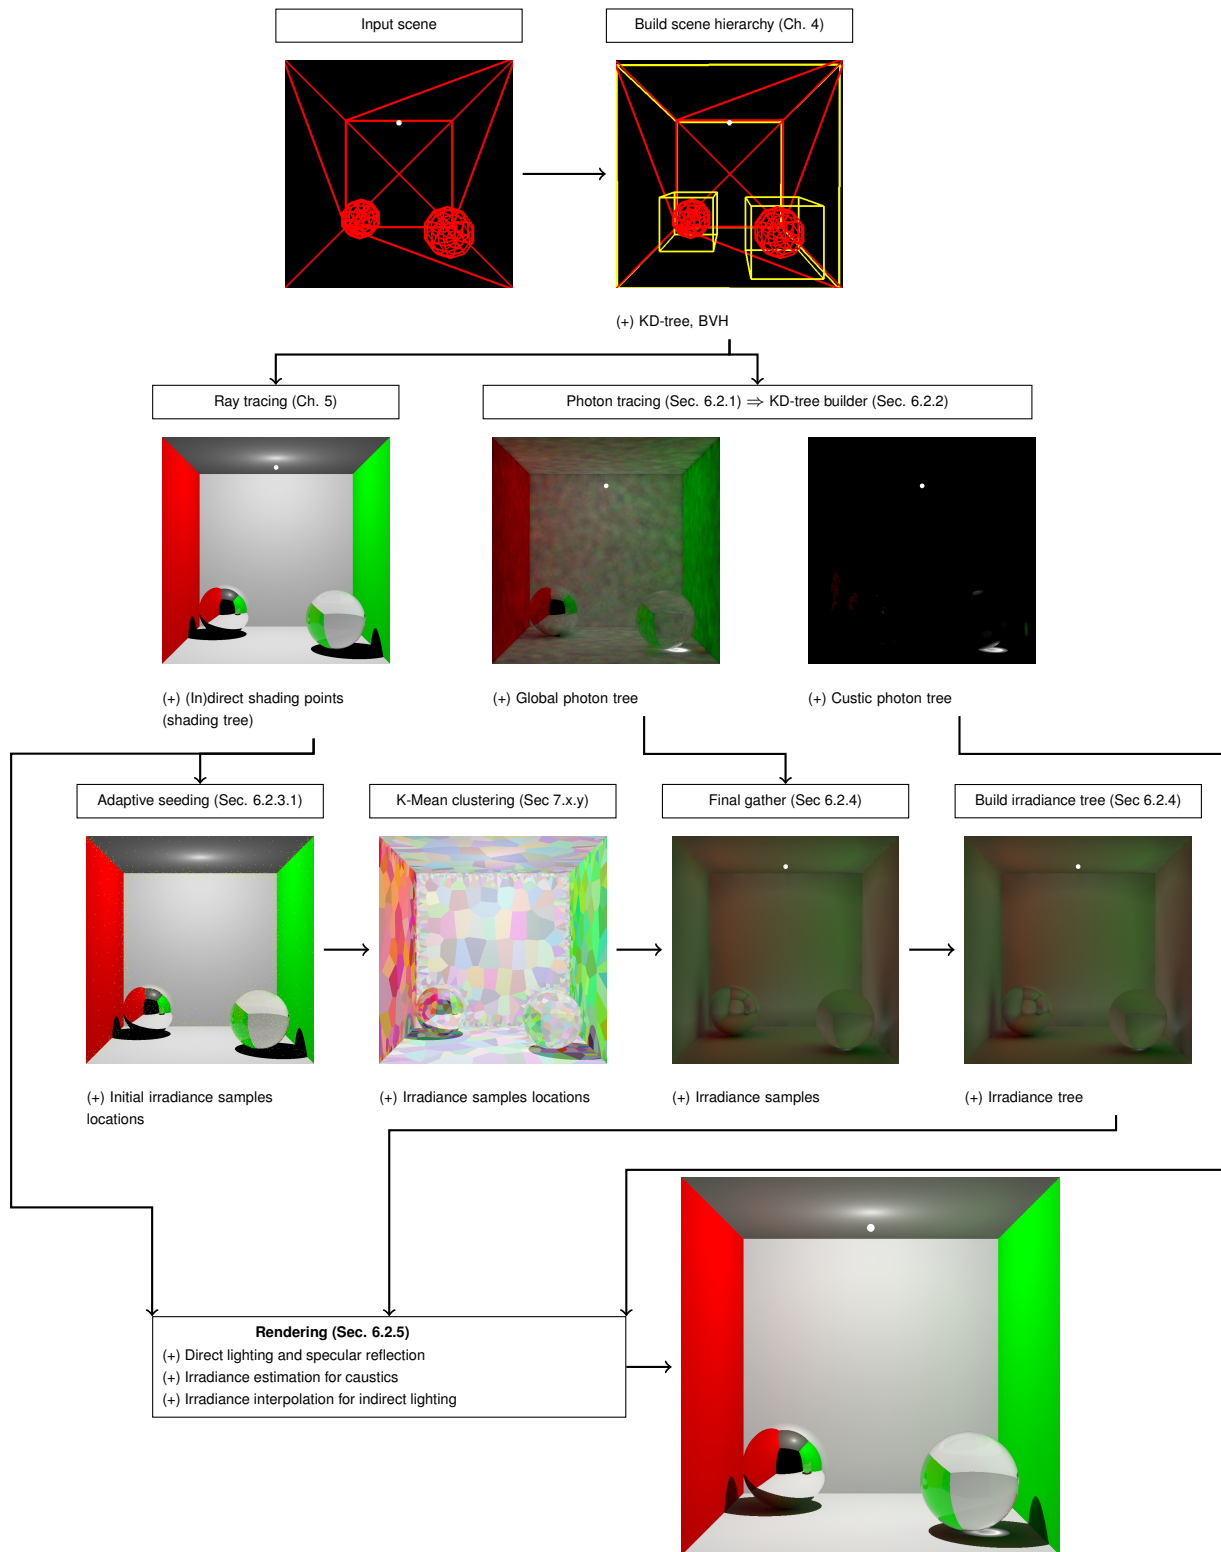 Input scene
Build scene hierarchy (Ch. 4)
(+) KD-tree, BVH
Ray tracing (Ch. 5)
Photon tracing (Sec. 6.2.1) ⇒ KD-tree builder (Sec. 6.2.2)
(+) (In)direct shading points
(shading tree)
(+) Global photon tree
(+) Custic photon tree
Adaptive seeding (Sec. 6.2.3.1)
K-Mean clustering (Sec 7.x.y)
Final gather (Sec 6.2.4)
Build irradiance tree (Sec 6.2.4)
(+) Initial irradiance samples
locations
(+) Irradiance samples locations
(+) Irradiance samples
(+) Irradiance tree
Rendering (Sec. 6.2.5)
(+) Direct lighting and specular reflection
(+) Irradiance estimation for caustics
(+) Irradiance interpolation for indirect lighting